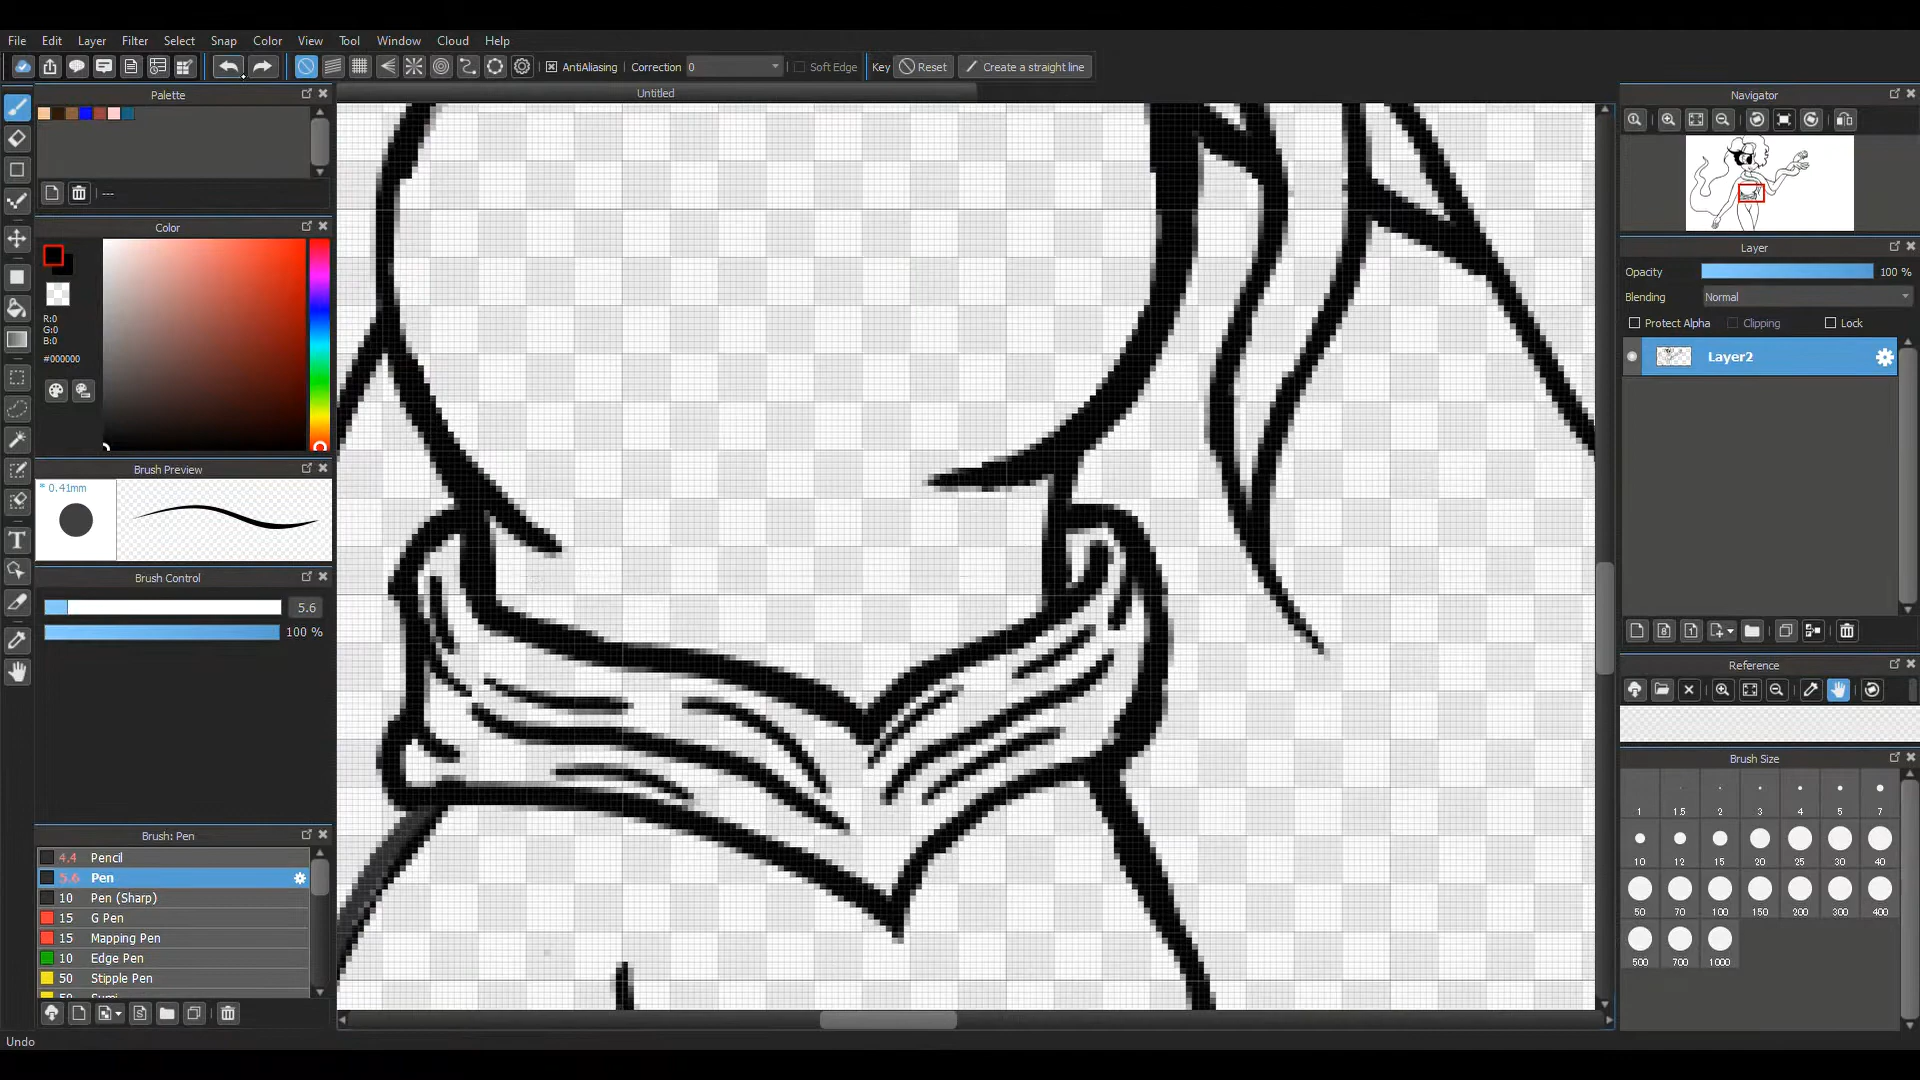 File Edit Layer Filter Select Snap Color View Tool Window Cloud Help
AntiAliasing Correction 0 Soft Edge Key Reset Create a straight line
Palette
Untitled
Navigator
---
Color
R:0
G:0
B:0
#000000
Brush Preview
* 0.41mm
Brush Control
5.6
100 %
Brush: Pen
4.4 Pencil
5.6 Pen
10 Pen (Sharp)
15 G Pen
15 Mapping Pen
10 Edge Pen
50 Stipple Pen
50 Sumi
Undo
Layer
Opacity 100 %
Blending Normal
Protect Alpha Clipping Lock
Layer2
Reference
Brush Size
1 1.5 2 3 4 5 7
10 12 15 20 25 30 40
50 70 100 150 200 300 400
500 700 1000